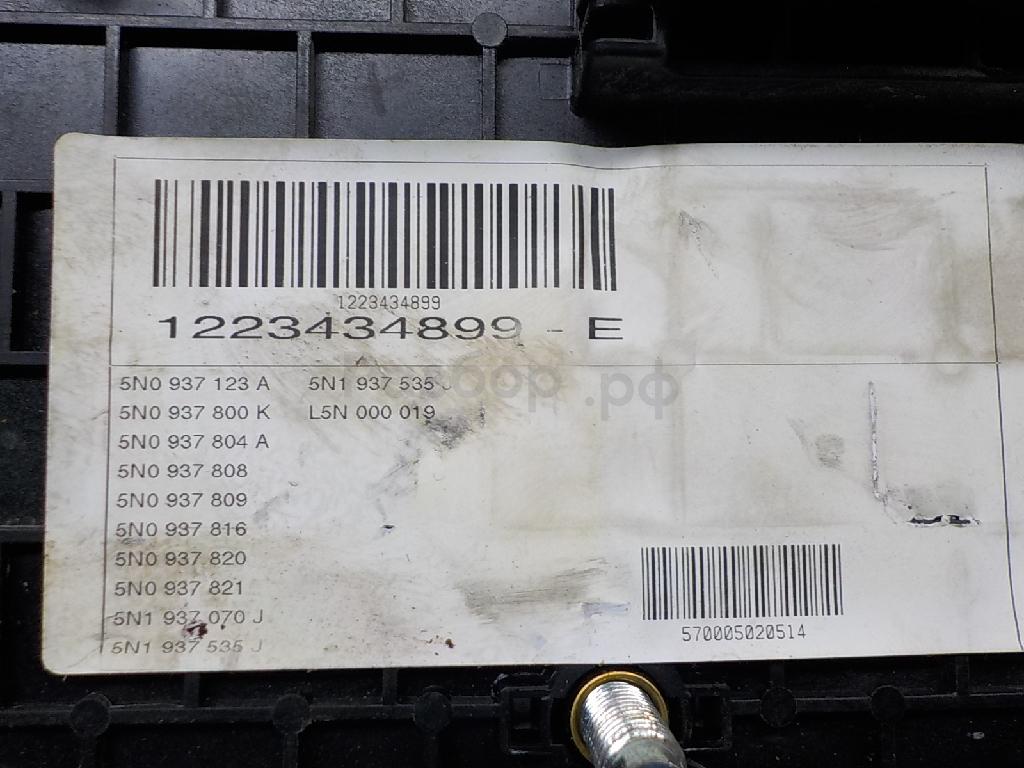 1223434899
1223434899 - E
5N0 937 123 A 5N1 937 535 J
5N0 937 800 K L5N 000 019
5N0 937 804 A
5N0 937 808
5N0 937 809
5N0 937 816
5N0 937 820
5N0 937 821
5N1 937 070 J
5N1 937 535 J
570005020514
.рф